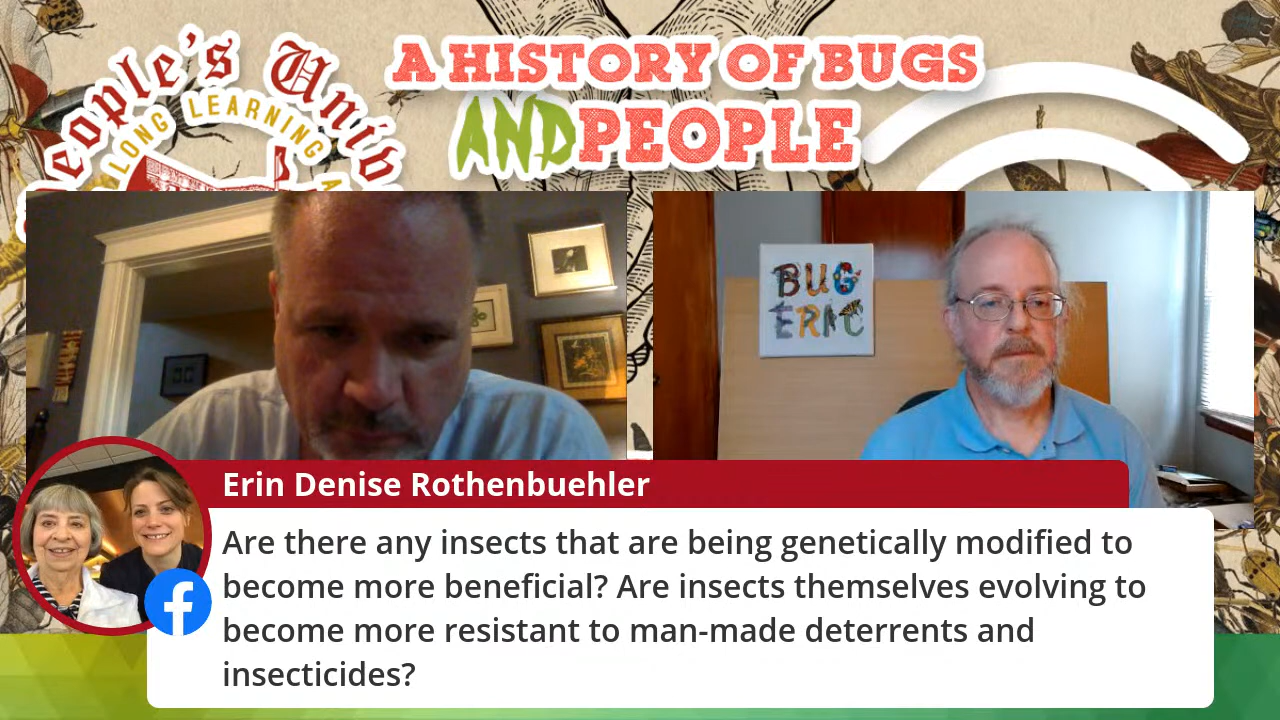 People's Univ
LONG LEARNING A
A HISTORY OF BUGS
AND PEOPLE
BUG
ERIC
Erin Denise Rothenbuehler
Are there any insects that are being genetically modified to
become more beneficial? Are insects themselves evolving to
become more resistant to man-made deterrents and
insecticides?